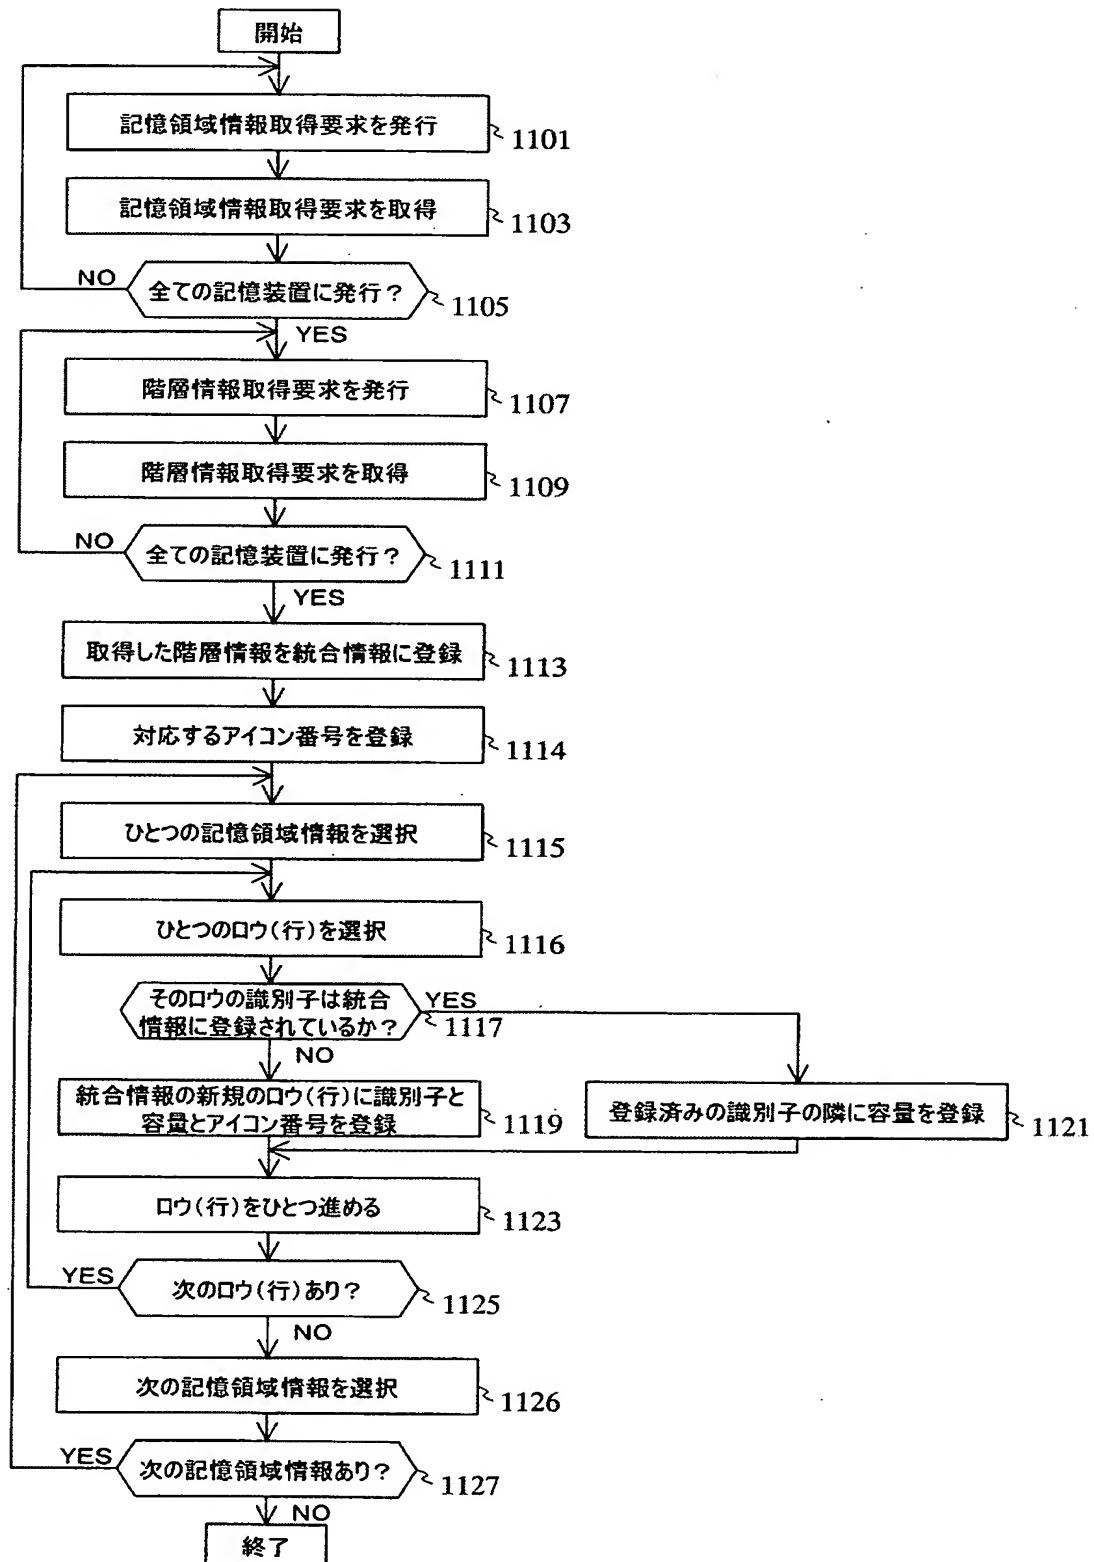 開始
記憶領域情報取得要求を発行
1101
記憶領域情報取得要求を取得
1103
NO
全ての記憶装置に発行？
1105
YES
階層情報取得要求を発行
1107
階層情報取得要求を取得
1109
NO
全ての記憶装置に発行？
1111
YES
取得した階層情報を統合情報に登録
1113
対応するアイコン番号を登録
1114
ひとつの記憶領域情報を選択
1115
ひとつのロウ(行)を選択
1116
そのロウの識別子は統合
情報に登録されているか？
YES
1117
NO
統合情報の新規のロウ(行)に識別子と
容量とアイコン番号を登録
1119
登録済みの識別子の隣に容量を登録
1121
ロウ(行)をひとつ進める
1123
YES
次のロウ(行)あり？
1125
NO
次の記憶領域情報を選択
1126
YES
次の記憶領域情報あり？
1127
NO
終了